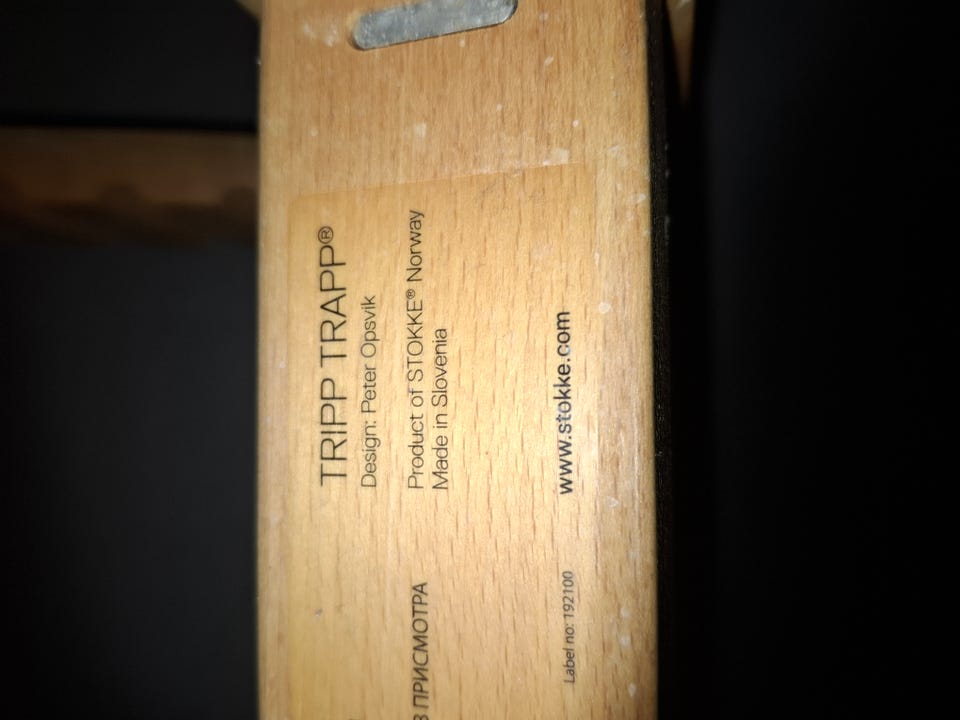 TRIPP TRAPP®
Design: Peter Opsvik
Product of STOKKE® Norway
Made in Slovenia
www.stokke.com
ПРИСМОТРА
Label no: 192100